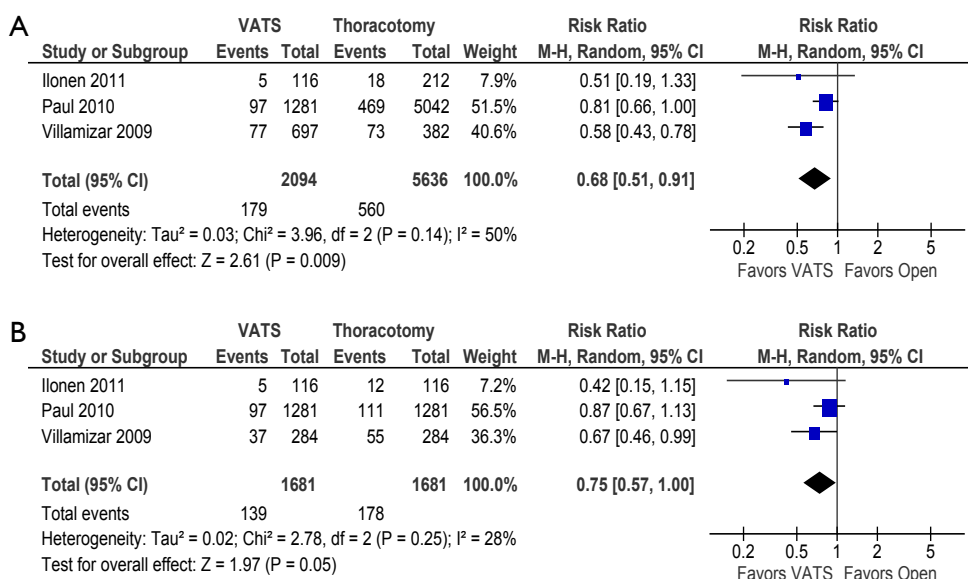 A
VATS Thoracotomy Risk Ratio Risk Ratio
Study or Subgroup Events Total Events Total Weight M-H, Random, 95% CI M-H, Random, 95% CI
Ilonen 2011 5 116 18 212 7.9% 0.51 [0.19, 1.33]
Paul 2010 97 1281 469 5042 51.5% 0.81 [0.66, 1.00]
Villamizar 2009 77 697 73 382 40.6% 0.58 [0.43, 0.78]
Total (95% CI) 2094 5636 100.0% 0.68 [0.51, 0.91]
Total events 179 560
Heterogeneity: Tau² = 0.03; Chi² = 3.96, df = 2 (P = 0.14); I² = 50%
Test for overall effect: Z = 2.61 (P = 0.009)
0.2 0.5 1 2 5
Favors VATS Favors Open
B
VATS Thoracotomy Risk Ratio Risk Ratio
Study or Subgroup Events Total Events Total Weight M-H, Random, 95% CI M-H, Random, 95% CI
Ilonen 2011 5 116 12 116 7.2% 0.42 [0.15, 1.15]
Paul 2010 97 1281 111 1281 56.5% 0.87 [0.67, 1.13]
Villamizar 2009 37 284 55 284 36.3% 0.67 [0.46, 0.99]
Total (95% CI) 1681 1681 100.0% 0.75 [0.57, 1.00]
Total events 139 178
Heterogeneity: Tau² = 0.02; Chi² = 2.78, df = 2 (P = 0.25); I² = 28%
Test for overall effect: Z = 1.97 (P = 0.05)
0.2 0.5 1 2 5
Favors VATS Favors Open